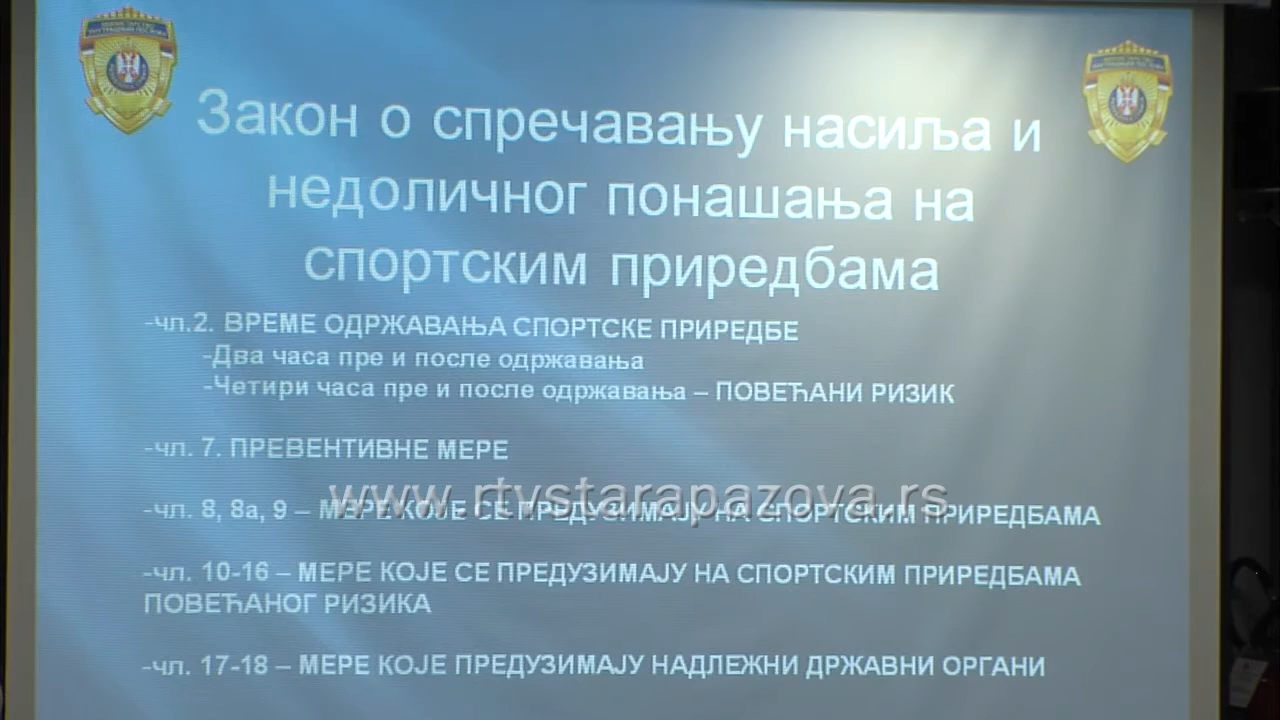 Закон о спречавању насиља и
недоличног понашања на
спортским приредбама
-чл.2. ВРЕМЕ ОДРЖАВАЊА СПОРТСКЕ ПРИРЕДБЕ
-Два часа пре и после одржавања
-Четири часа пре и после одржавања – ПОВЕЋАНИ РИЗИК
-чл. 7. ПРЕВЕНТИВНЕ МЕРЕ
www.rtvstarapazova.rs
-чл. 8, 8а, 9 – МЕРЕ КОЈЕ СЕ ПРЕДУЗИМАЈУ НА СПОРТСКИМ ПРИРЕДБАМА
-чл. 10-16 – МЕРЕ КОЈЕ СЕ ПРЕДУЗИМАЈУ НА СПОРТСКИМ ПРИРЕДБАМА
ПОВЕЋАНОГ РИЗИКА
-чл. 17-18 – МЕРЕ КОЈЕ ПРЕДУЗИМАЈУ НАДЛЕЖНИ ДРЖАВНИ ОРГАНИ